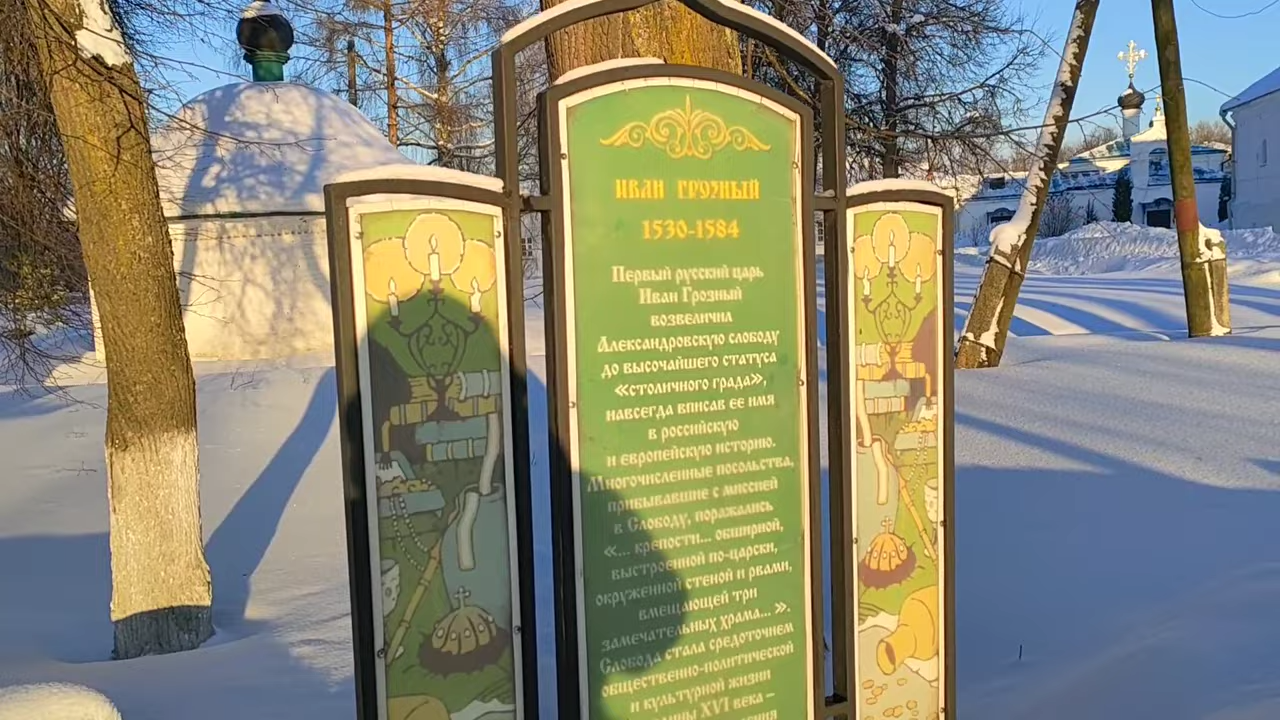 ИВАН ГРОЗНЫЙ
1530-1584
Первый русский царь
Иван Грозный
возвеличил
Александровскую слободу
до высочайшего статуса
«столичного града»,
навсегда вписав ее имя
в российскую
и европейскую историю.
Многочисленные посольства,
прибывавшие с миссией
в Слободу, поражались
«... крепости... обширной,
выстроенной по-царски,
окруженной стеной и рвами,
вмещающей три
замечательных храма... ».
Слобода стала средоточием
общественно-политической
и культурной жизни
XVI века –